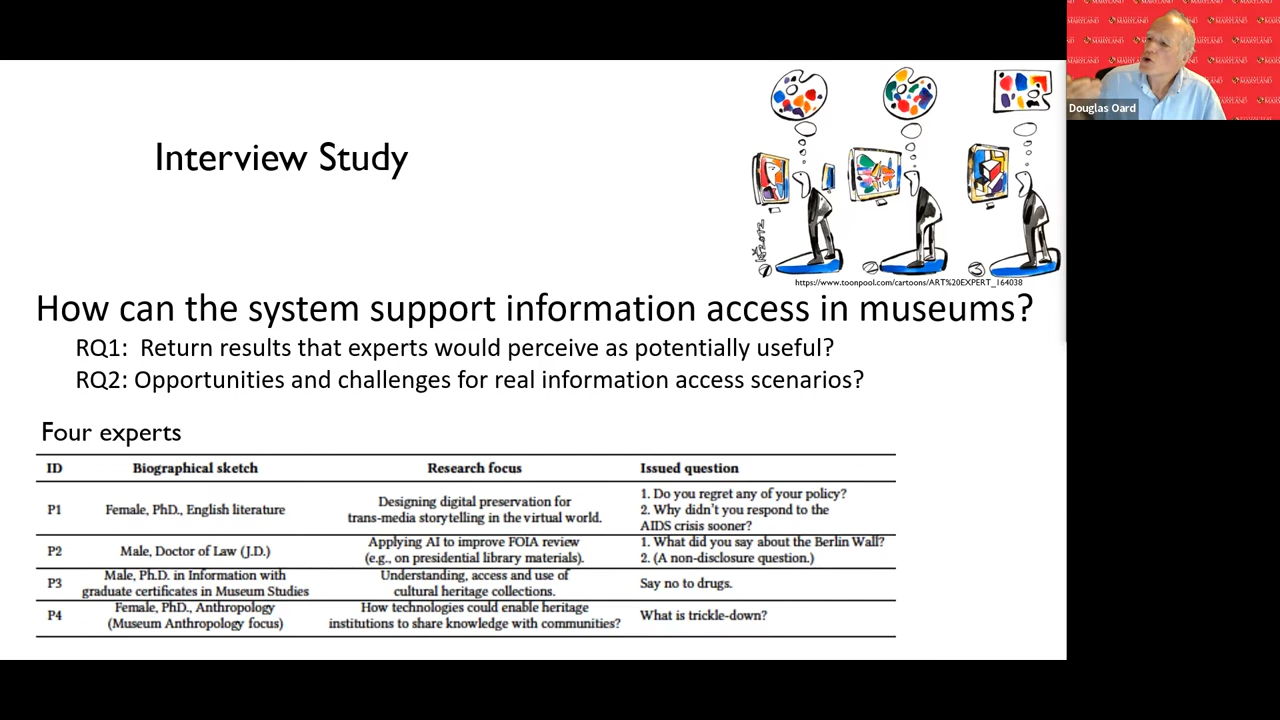 MARYLAND
Douglas Oard
Interview Study
1
2
3
https://www.toonpool.com/cartoons/ART%20EXPERT_164038
How can the system support information access in museums?
RQ1: Return results that experts would perceive as potentially useful?
RQ2: Opportunities and challenges for real information access scenarios?
Four experts
ID Biographical sketch Research focus Issued question
P1 Female, PhD., English literature Designing digital preservation for trans-media storytelling in the virtual world. 1. Do you regret any of your policy?
2. Why didn't you respond to the
AIDS crisis sooner?
P2 Male, Doctor of Law (J.D.) Applying AI to improve FOIA review
(e.g., on presidential library materials). 1. What did you say about the Berlin Wall?
2. (A non-disclosure question.)
P3 Male, Ph.D. in Information with
graduate certificates in Museum Studies Understanding, access and use of
cultural heritage collections. Say no to drugs.
P4 Female, PhD., Anthropology
(Museum Anthropology focus) How technologies could enable heritage
institutions to share knowledge with communities? What is trickle-down?